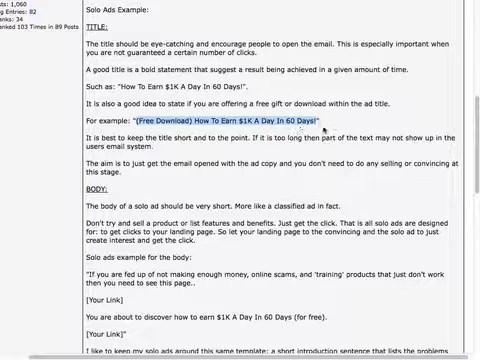 ts: 1,060
g Entries: 82
nks: 34
anked 103 Times in 89 Posts
Solo Ads Example:
TITLE:
The title should be eye-catching and encourage people to open the email. This is especially important when
you are not guaranteed a certain number of clicks.
A good title is a bold statement that suggest a result being achieved in a given amount of time.
Such as: "How To Earn $1K A Day In 60 Days!".
It is also a good idea to state if you are offering a free gift or download within the ad title.
For example: "(Free Download) How To Earn $1K A Day In 60 Days!"
It is best to keep the title short and to the point. If it is too long then part of the text may not show up in the
users email system.
The aim is to just get the email opened with the ad copy and you don't need to do any selling or convincing at
this stage.
BODY:
The body of a solo ad should be very short. More like a classified ad in fact.
Don't try and sell a product or list features and benefits. Just get the click. That is all solo ads are designed
for: to get clicks to your landing page. So let your landing page to the convincing and the solo ad to just
create interest and get the click.
Solo ads example for the body:
"If you are fed up of not making enough money, online scams, and 'training' products that just don't work
then you need to see this page..
[Your Link]
You are about to discover how to earn $1K A Day In 60 Days (for free).
[Your Link]"
I like to keep my solo ads around this same template: a short introduction sentence that lists the problems